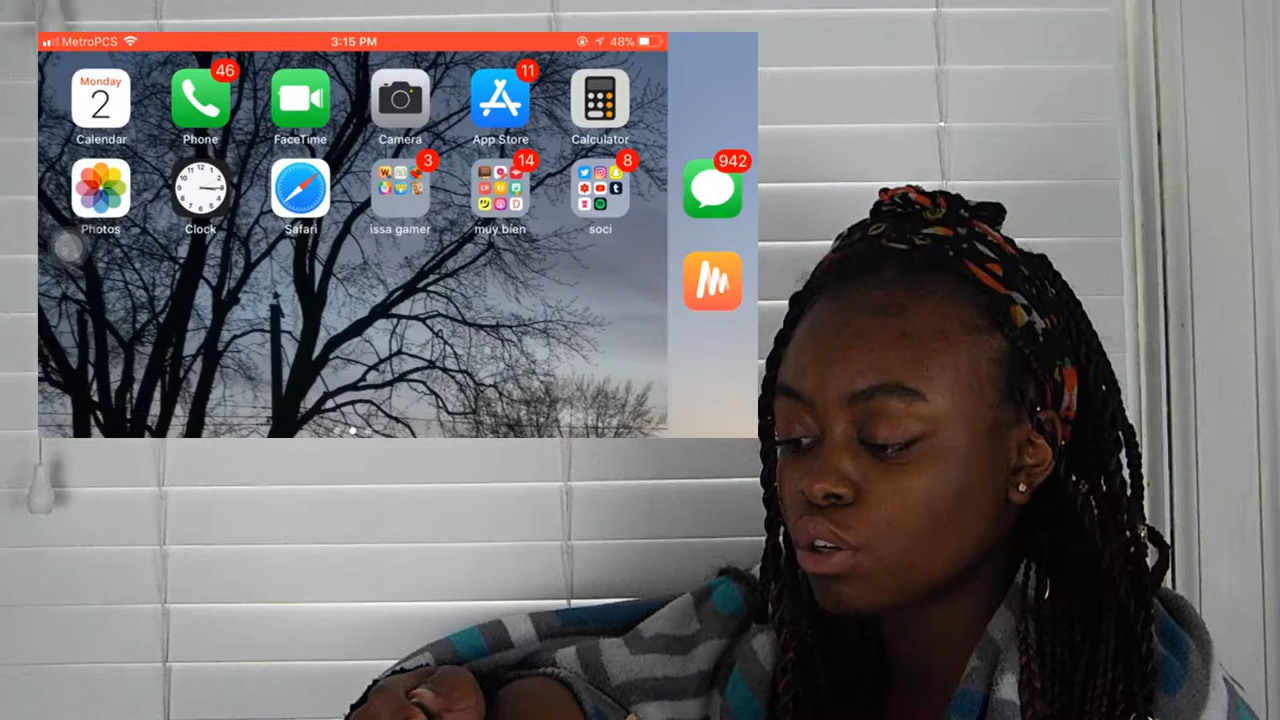 MetroPCS 3:15 PM 48%
Monday 46 11
2
Calendar Phone FaceTime Camera App Store Calculator
3 14 8 942
Photos Clock Safari issa gamer muy bien soci